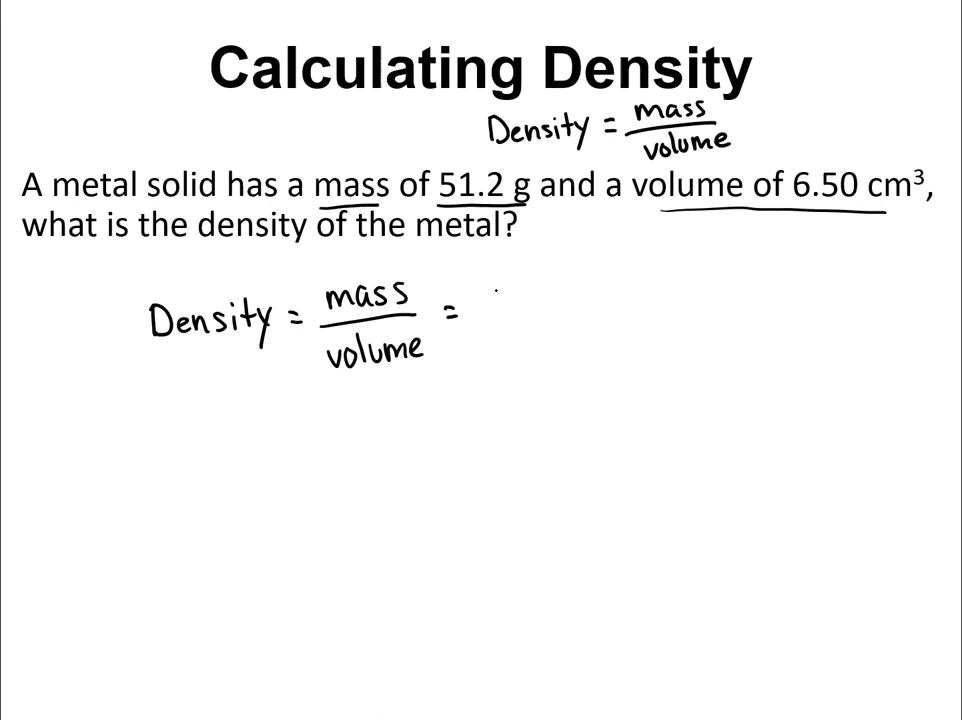 Calculating Density
Density = mass / volume
A metal solid has a mass of 51.2 g and a volume of 6.50 cm³,
what is the density of the metal?
Density = mass / volume =